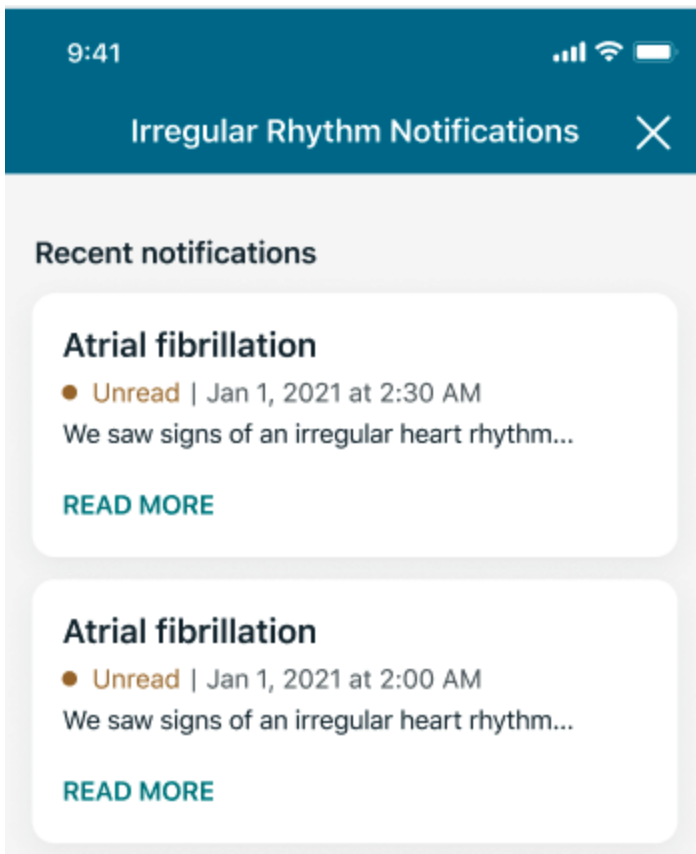 9:41
Irregular Rhythm Notifications
Recent notifications
Atrial fibrillation
Unread | Jan 1, 2021 at 2:30 AM
We saw signs of an irregular heart rhythm...
READ MORE
Atrial fibrillation
Unread | Jan 1, 2021 at 2:00 AM
We saw signs of an irregular heart rhythm...
READ MORE